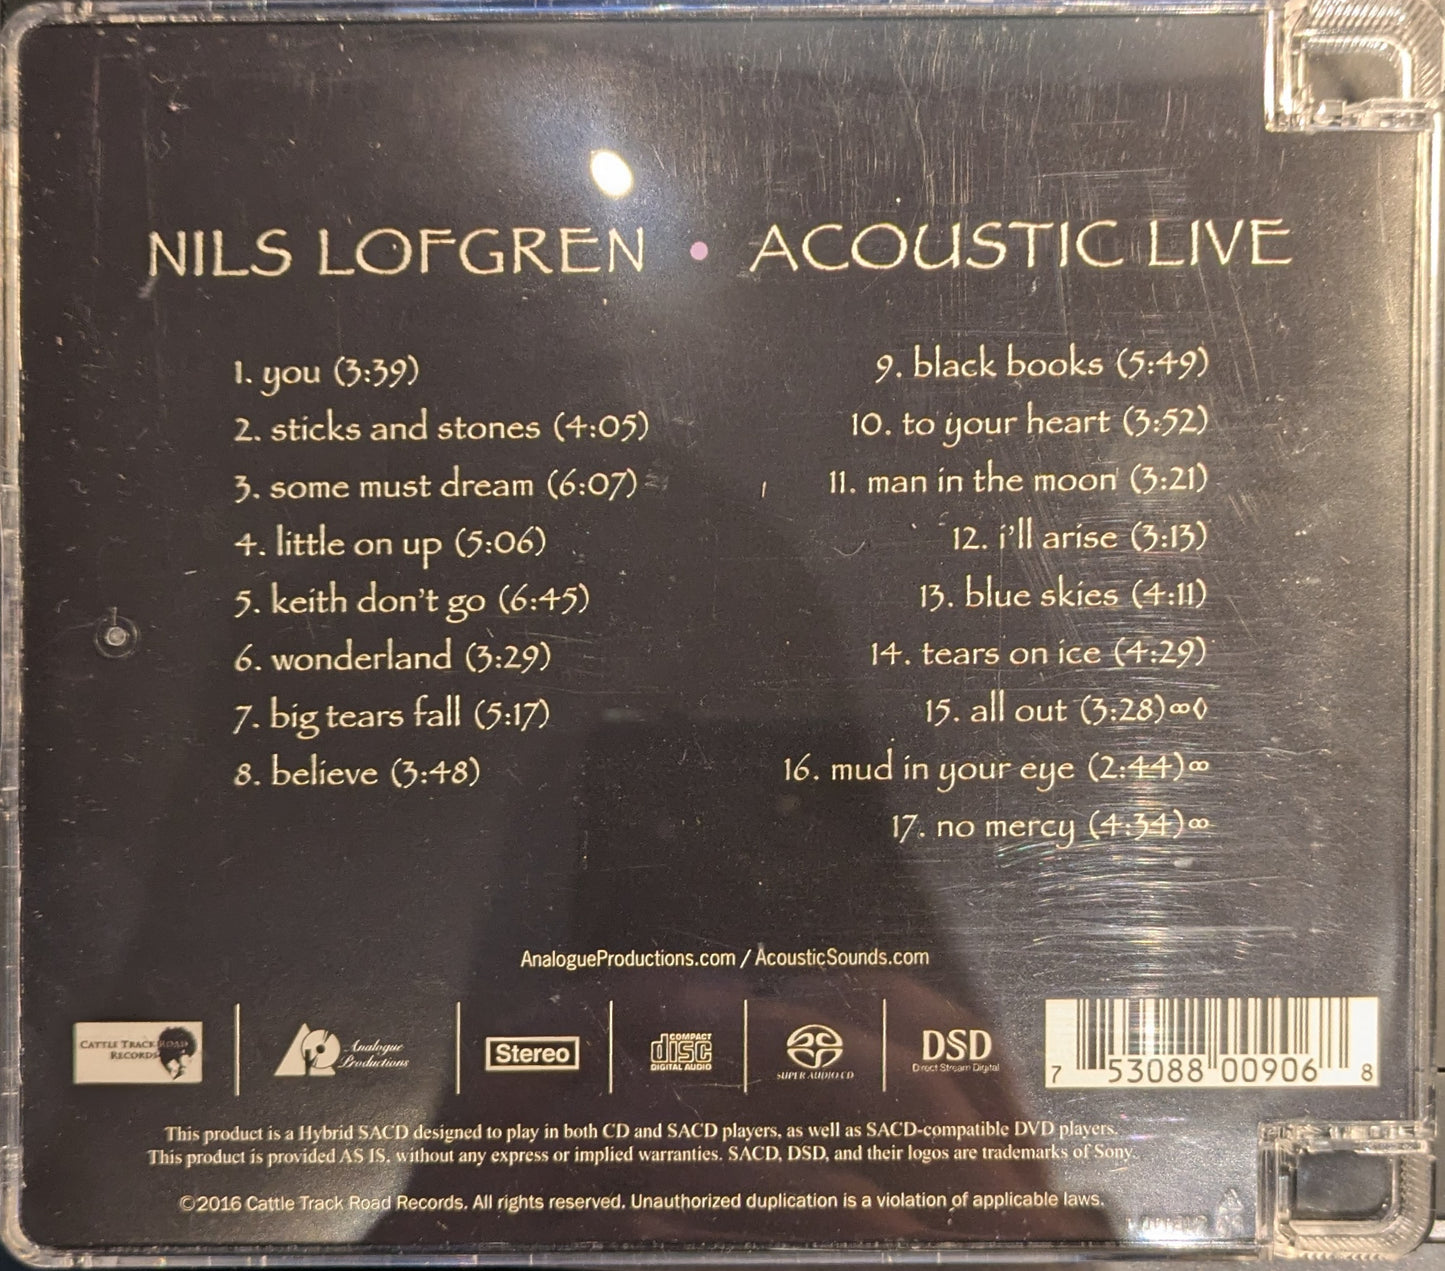 NILS LOFGREN • ACOUSTIC LIVE
1. you (3:39)
2. sticks and stones (4:05)
3. some must dream (6:07)
4. little on up (5:06)
5. keith don't go (6:45)
6. wonderland (3:29)
7. big tears fall (5:17)
8. believe (3:48)
9. black books (5:49)
10. to your heart (3:52)
11. man in the moon (3:21)
12. i'll arise (3:13)
13. blue skies (4:11)
14. tears on ice (4:29)
15. all out (3:28)∞◊
16. mud in your eye (2:44)∞
17. no mercy (4:34)∞
AnalogueProductions.com / AcousticSounds.com
CATTLE TRACK ROAD
RECORDS
Analogue
Productions
Stereo
COMPACT
disc
DIGITAL AUDIO
SUPER AUDIO CD
DSD
Direct Stream Digital
7 53088 00906 8
This product is a Hybrid SACD designed to play in both CD and SACD players, as well as SACD-compatible DVD players.
This product is provided AS IS, without any express or implied warranties. SACD, DSD, and their logos are trademarks of Sony.
©2016 Cattle Track Road Records. All rights reserved. Unauthorized duplication is a violation of applicable laws.